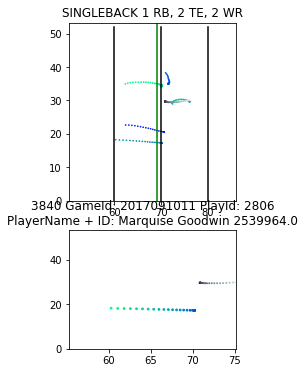 SINGLEBACK 1 RB, 2 TE, 2 WR
50
40
30
20
10
0
60 70 80
3840 GameId: 2017091011 PlayId: 2806
PlayerName + ID: Marquise Goodwin 2539964.0
40
20
0
60 65 70 75